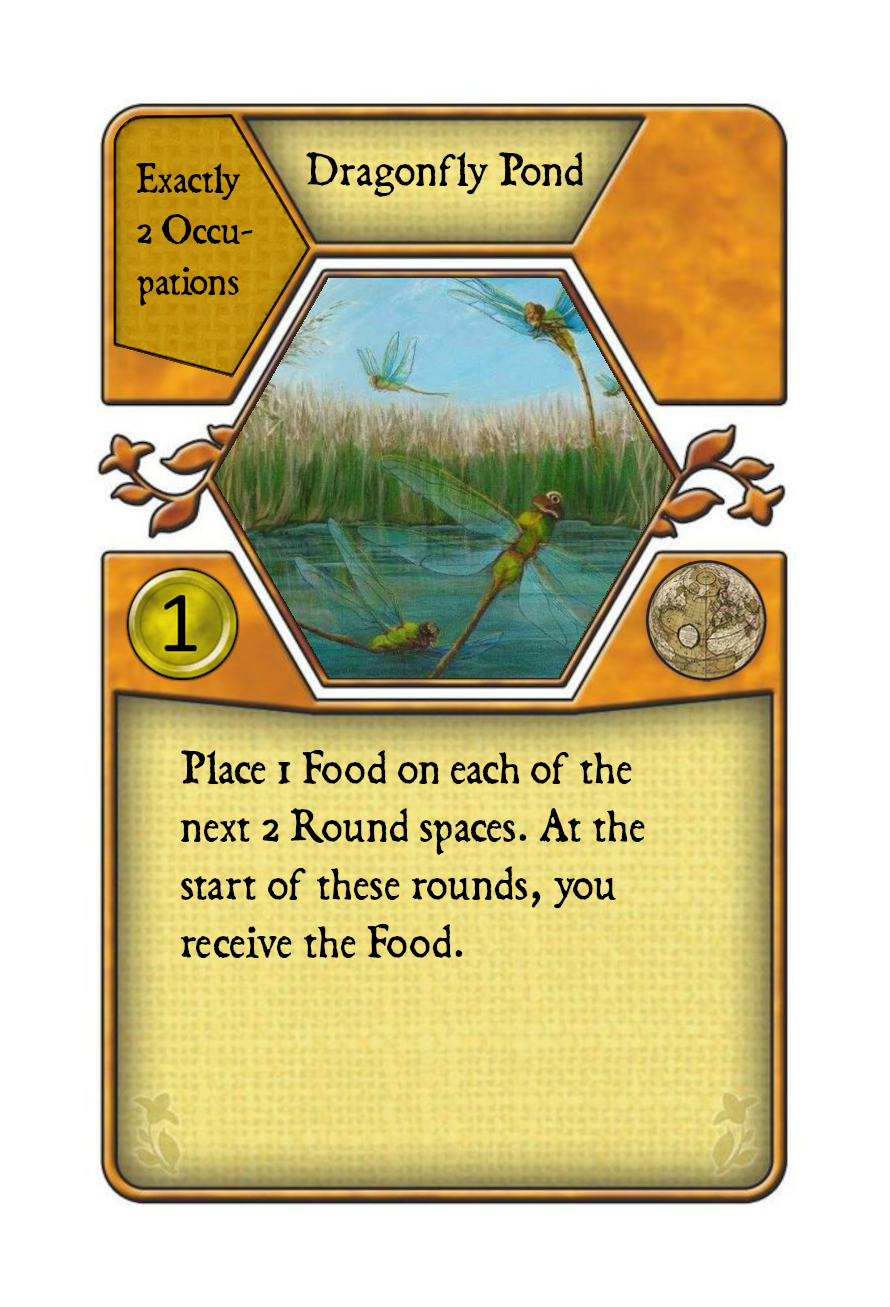 Exactly
2 Occu-
pations
Dragonfly Pond
1
Place 1 Food on each of the
next 2 Round spaces. At the
start of these rounds, you
receive the Food.